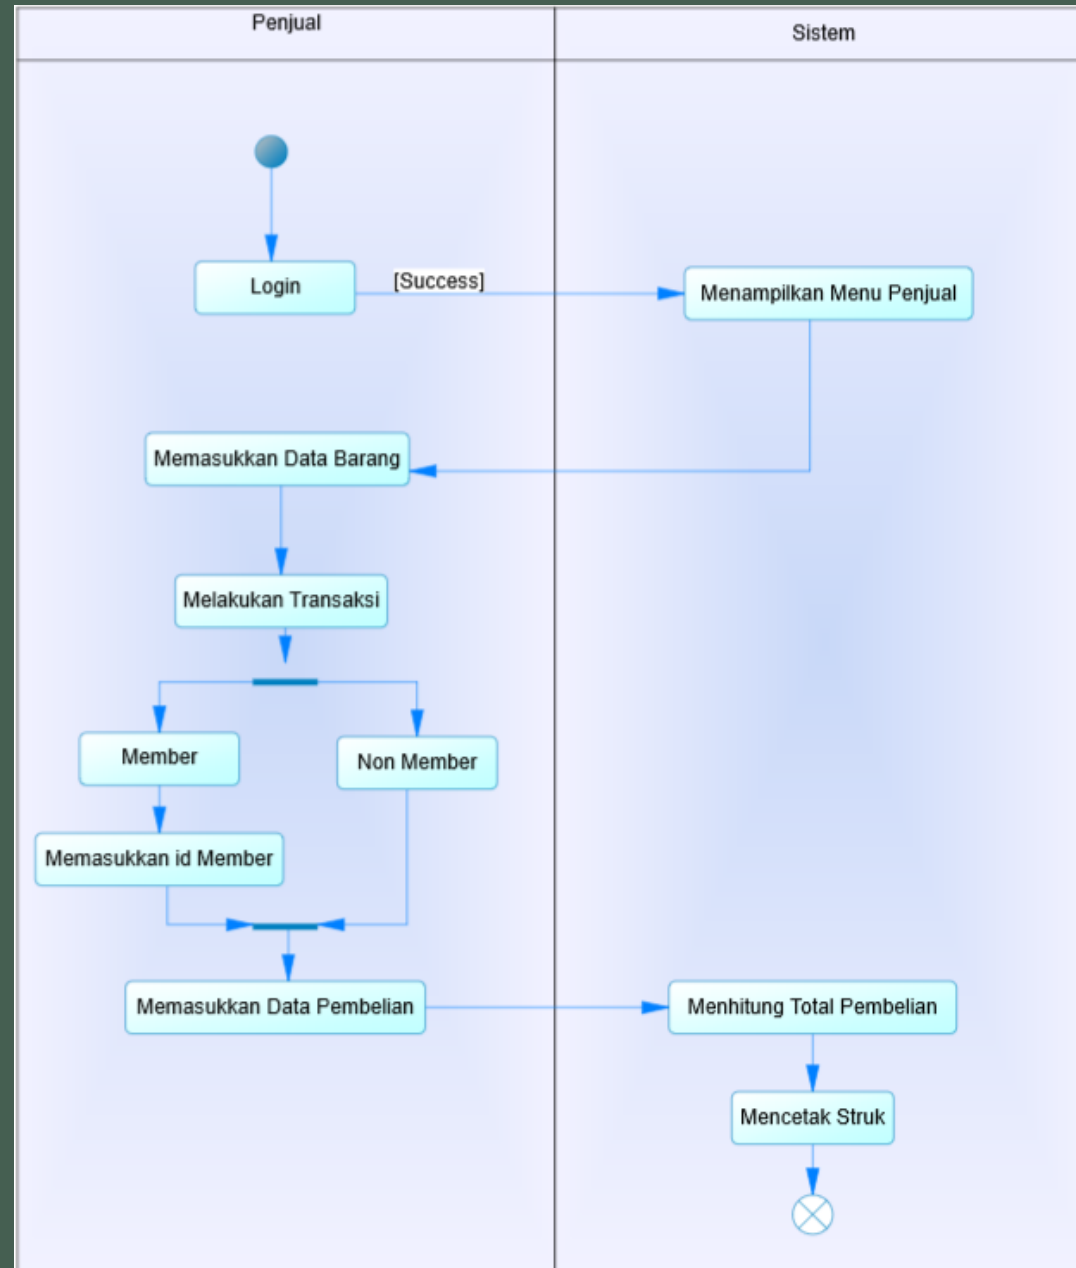 Penjual
Sistem
Login
[Success]
Menampilkan Menu Penjual
Memasukkan Data Barang
Melakukan Transaksi
Member
Non Member
Memasukkan id Member
Memasukkan Data Pembelian
Menhitung Total Pembelian
Mencetak Struk